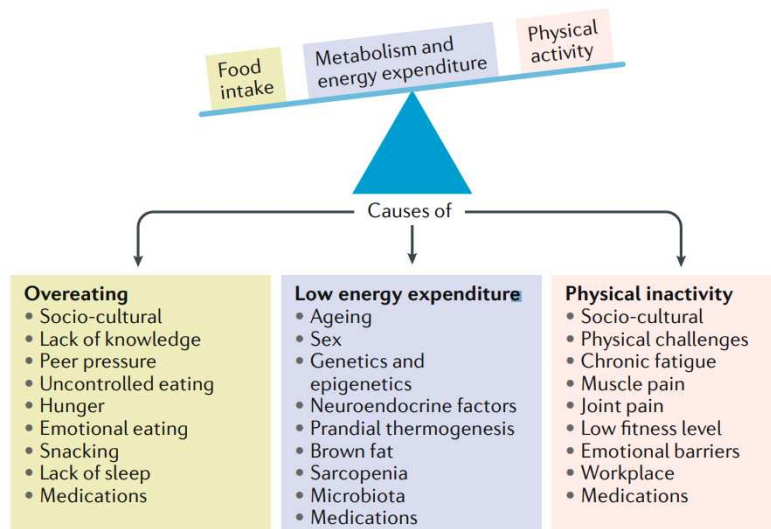 Food
intake
Metabolism and
energy expenditure
Physical
activity
Causes of
Overeating
• Socio-cultural
• Lack of knowledge
• Peer pressure
• Uncontrolled eating
• Hunger
• Emotional eating
• Snacking
• Lack of sleep
• Medications
Low energy expenditure
• Ageing
• Sex
• Genetics and
epigenetics
• Neuroendocrine factors
• Prandial thermogenesis
• Brown fat
• Sarcopenia
• Microbiota
• Medications
Physical inactivity
• Socio-cultural
• Physical challenges
• Chronic fatigue
• Muscle pain
• Joint pain
• Low fitness level
• Emotional barriers
• Workplace
• Medications